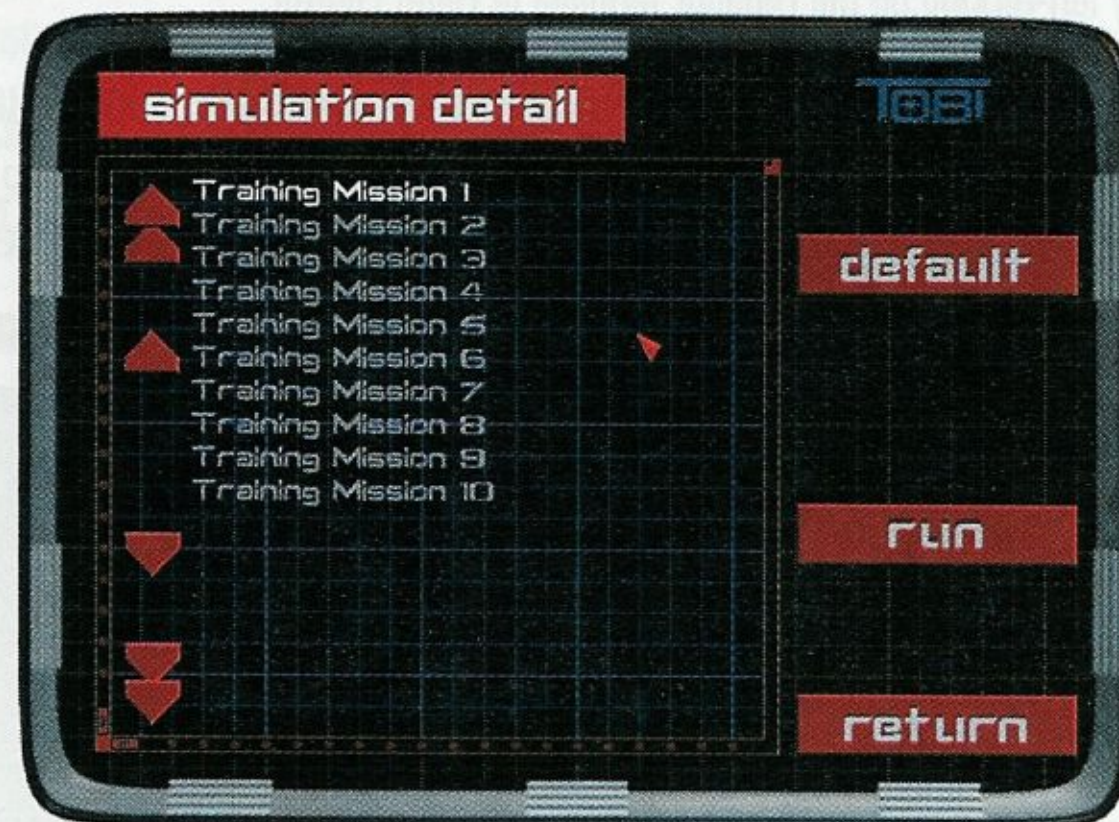 simulation detail
TOBI
Training Mission 1
Training Mission 2
Training Mission 3
Training Mission 4
Training Mission 5
Training Mission 6
Training Mission 7
Training Mission 8
Training Mission 9
Training Mission 10
default
run
return